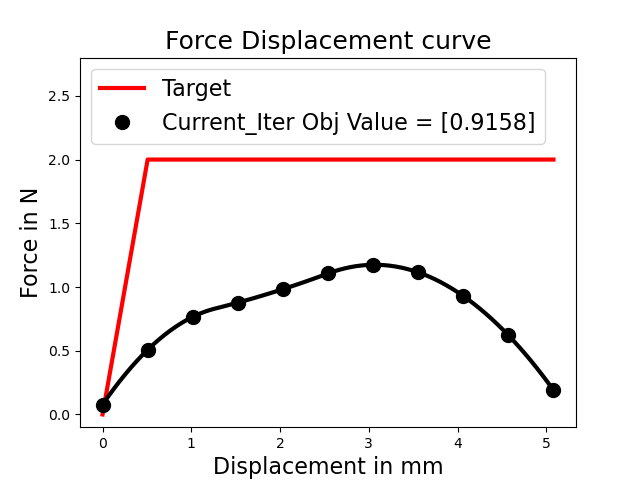 Force Displacement curve
Target
Current_Iter Obj Value = [0.9158]
Force in N
2.5
2.0
1.5
1.0
0.5
0.0
0 1 2 3 4 5
Displacement in mm